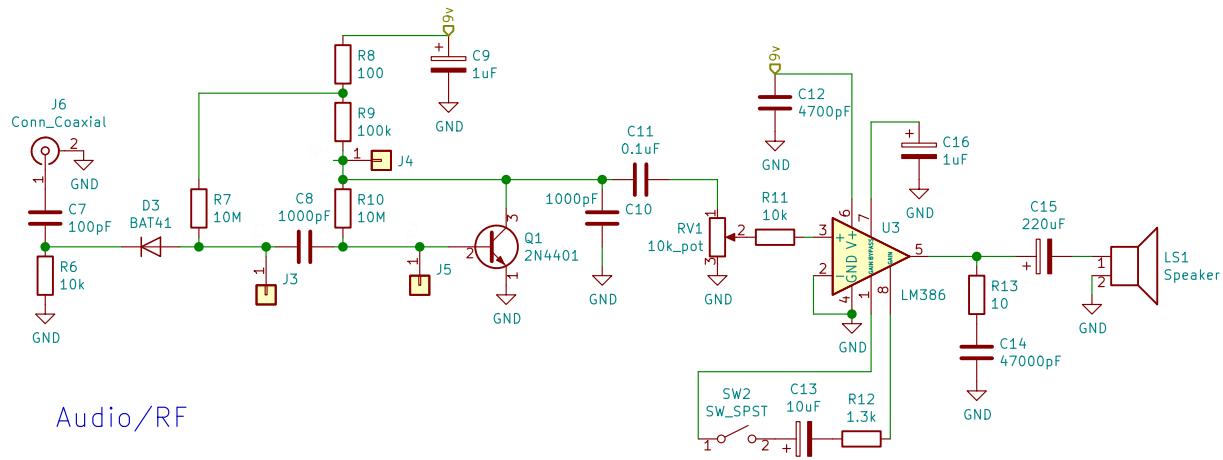 9v
R8
100
C9
1uF
GND
J6
Conn_Coaxial
2
1
GND
R9
100k
1
J4
C7
100pF
D3
BAT41
R7
10M
C8
1000pF
R10
10M
1
J3
R6
10k
GND
1
J5
2
3
1
Q1
2N4401
GND
1000pF
C10
GND
C11
0.1uF
RV1
10k_pot
1
2
3
GND
R11
10k
9v
C12
4700pF
GND
C16
1uF
GND
6
7
3
2
4
1
8
5
+
-
V+
GND
BYPASS
GAIN
GAIN
U3
LM386
GND
C15
220uF
R13
10
C14
47000pF
GND
1
2
LS1
Speaker
GND
SW2
SW_SPST
1
2
C13
10uF
R12
1.3k
Audio/RF